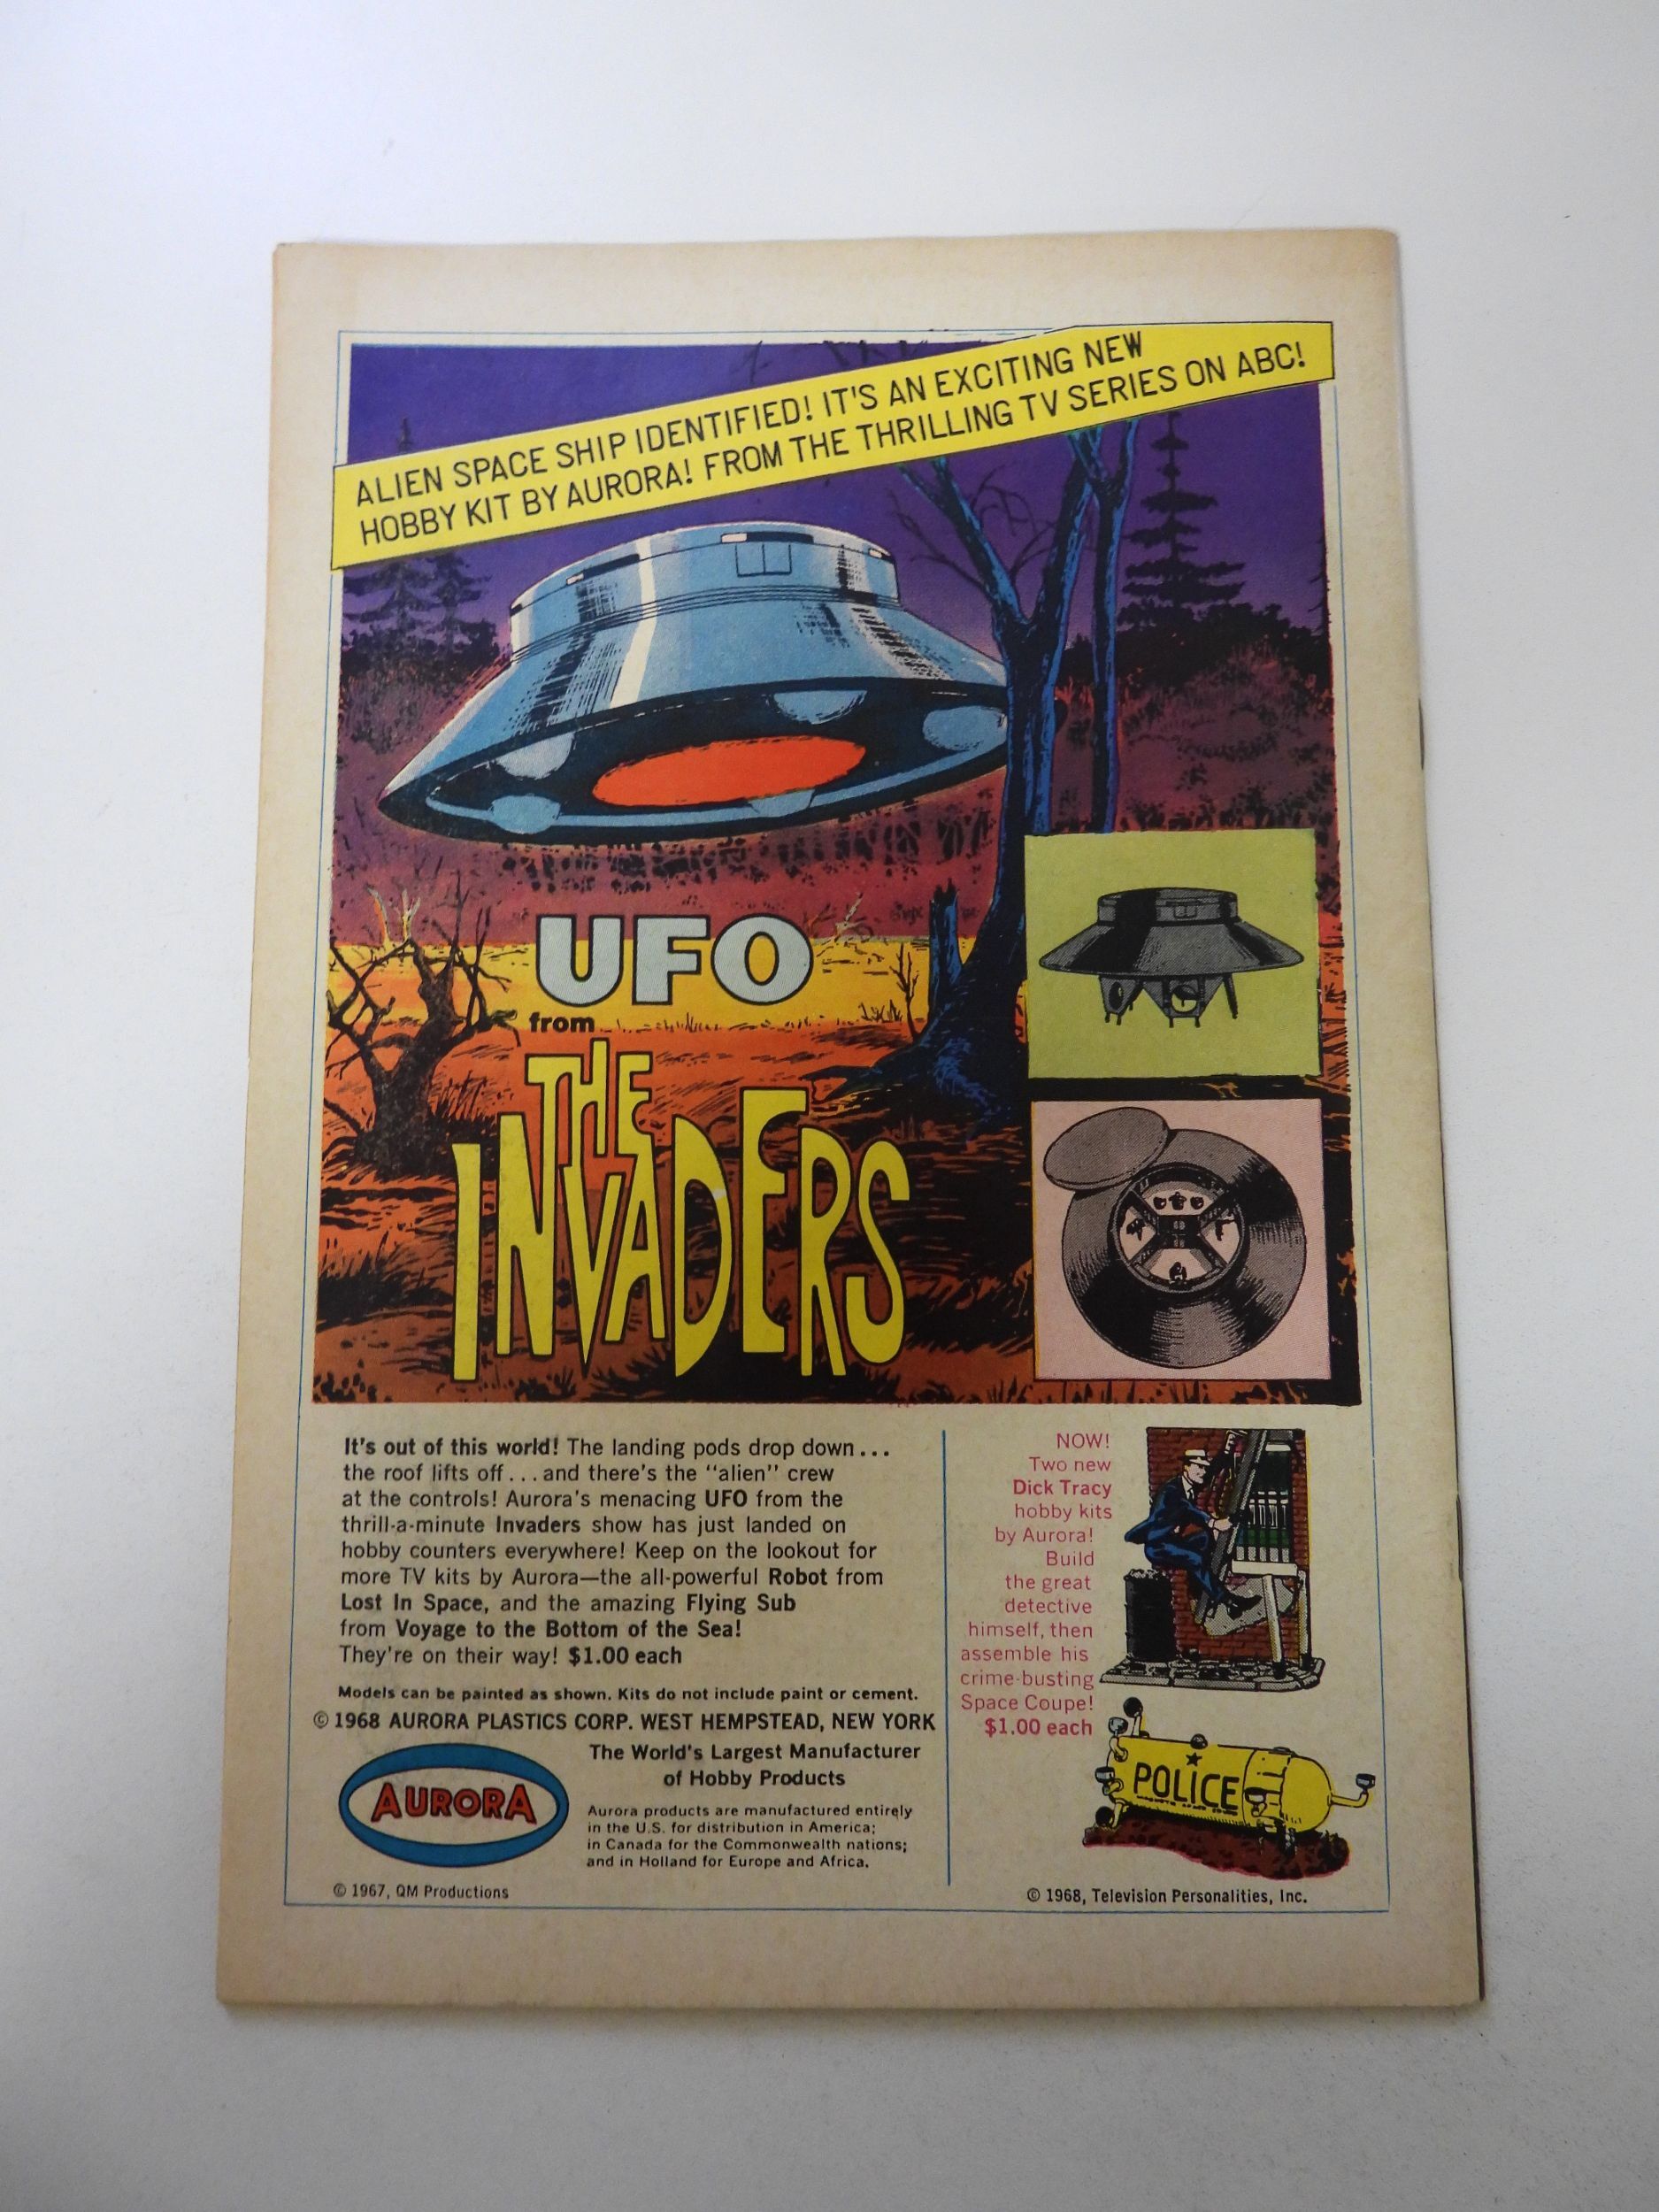 ALIEN SPACE SHIP IDENTIFIED! IT'S AN EXCITING NEW
HOBBY KIT BY AURORA! FROM THE THRILLING TV SERIES ON ABC!
UFO
from
THE
INVADERS
It's out of this world! The landing pods drop down...
the roof lifts off...and there's the "alien" crew
at the controls! Aurora's menacing UFO from the
thrill-a-minute Invaders show has just landed on
hobby counters everywhere! Keep on the lookout for
more TV kits by Aurora—the all-powerful Robot from
Lost In Space, and the amazing Flying Sub
from Voyage to the Bottom of the Sea!
They're on their way! $1.00 each
Models can be painted as shown. Kits do not include paint or cement.
© 1968 AURORA PLASTICS CORP. WEST HEMPSTEAD, NEW YORK
AURORA
The World's Largest Manufacturer
of Hobby Products
Aurora products are manufactured entirely
in the U.S. for distribution in America;
in Canada for the Commonwealth nations;
and in Holland for Europe and Africa.
© 1967, QM Productions
NOW!
Two new
Dick Tracy
hobby kits
by Aurora!
Build
the great
detective
himself, then
assemble his
crime-busting
Space Coupe!
$1.00 each
POLICE
© 1968, Television Personalities, Inc.